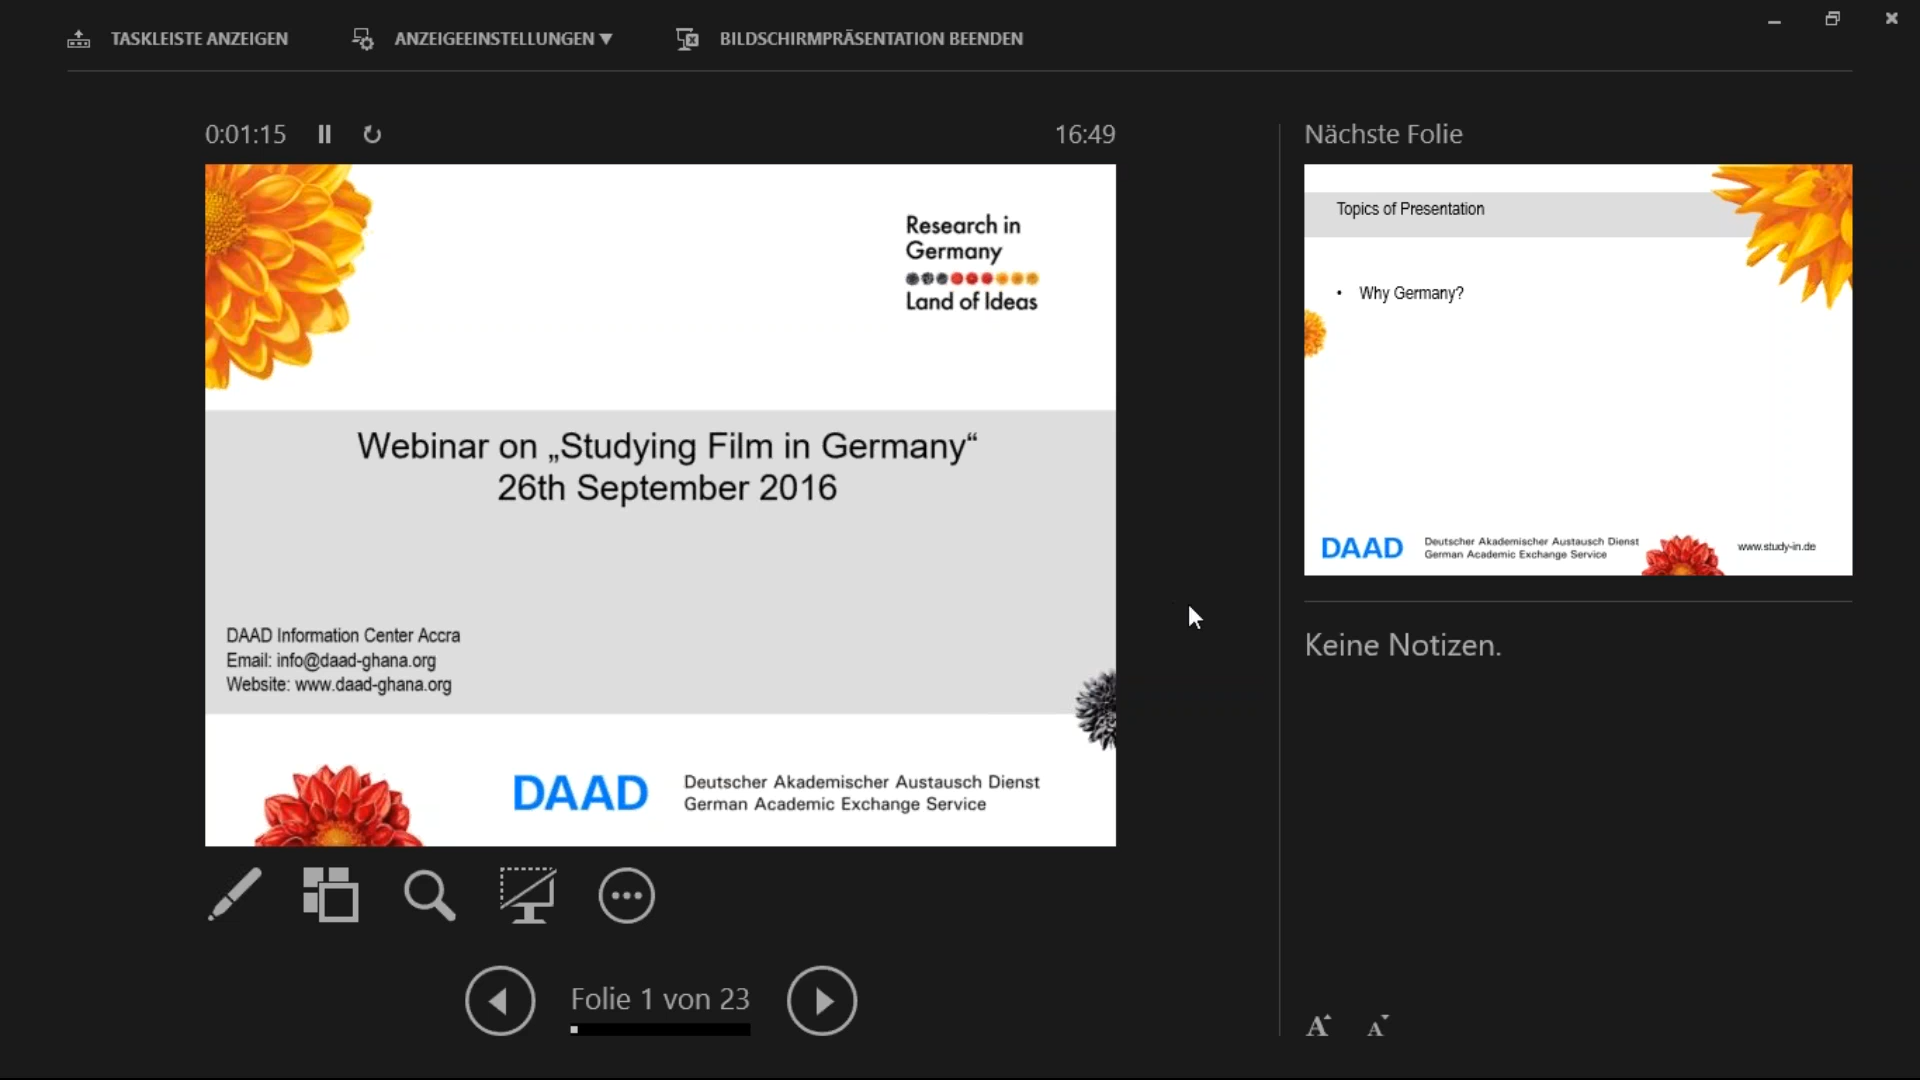 TASKLEISTE ANZEIGEN
ANZEIGEEINSTELLUNGEN ▼
BILDSCHIRMPRÄSENTATION BEENDEN
0:01:15
16:49
Research in
Germany
Land of Ideas
Webinar on „Studying Film in Germany“
26th September 2016
DAAD Information Center Accra
Email: info@daad-ghana.org
Website: www.daad-ghana.org
DAAD
Deutscher Akademischer Austausch Dienst
German Academic Exchange Service
Folie 1 von 23
Nächste Folie
Topics of Presentation
• Why Germany?
DAAD
Deutscher Akademischer Austausch Dienst
German Academic Exchange Service
www.study-in.de
Keine Notizen.
A A